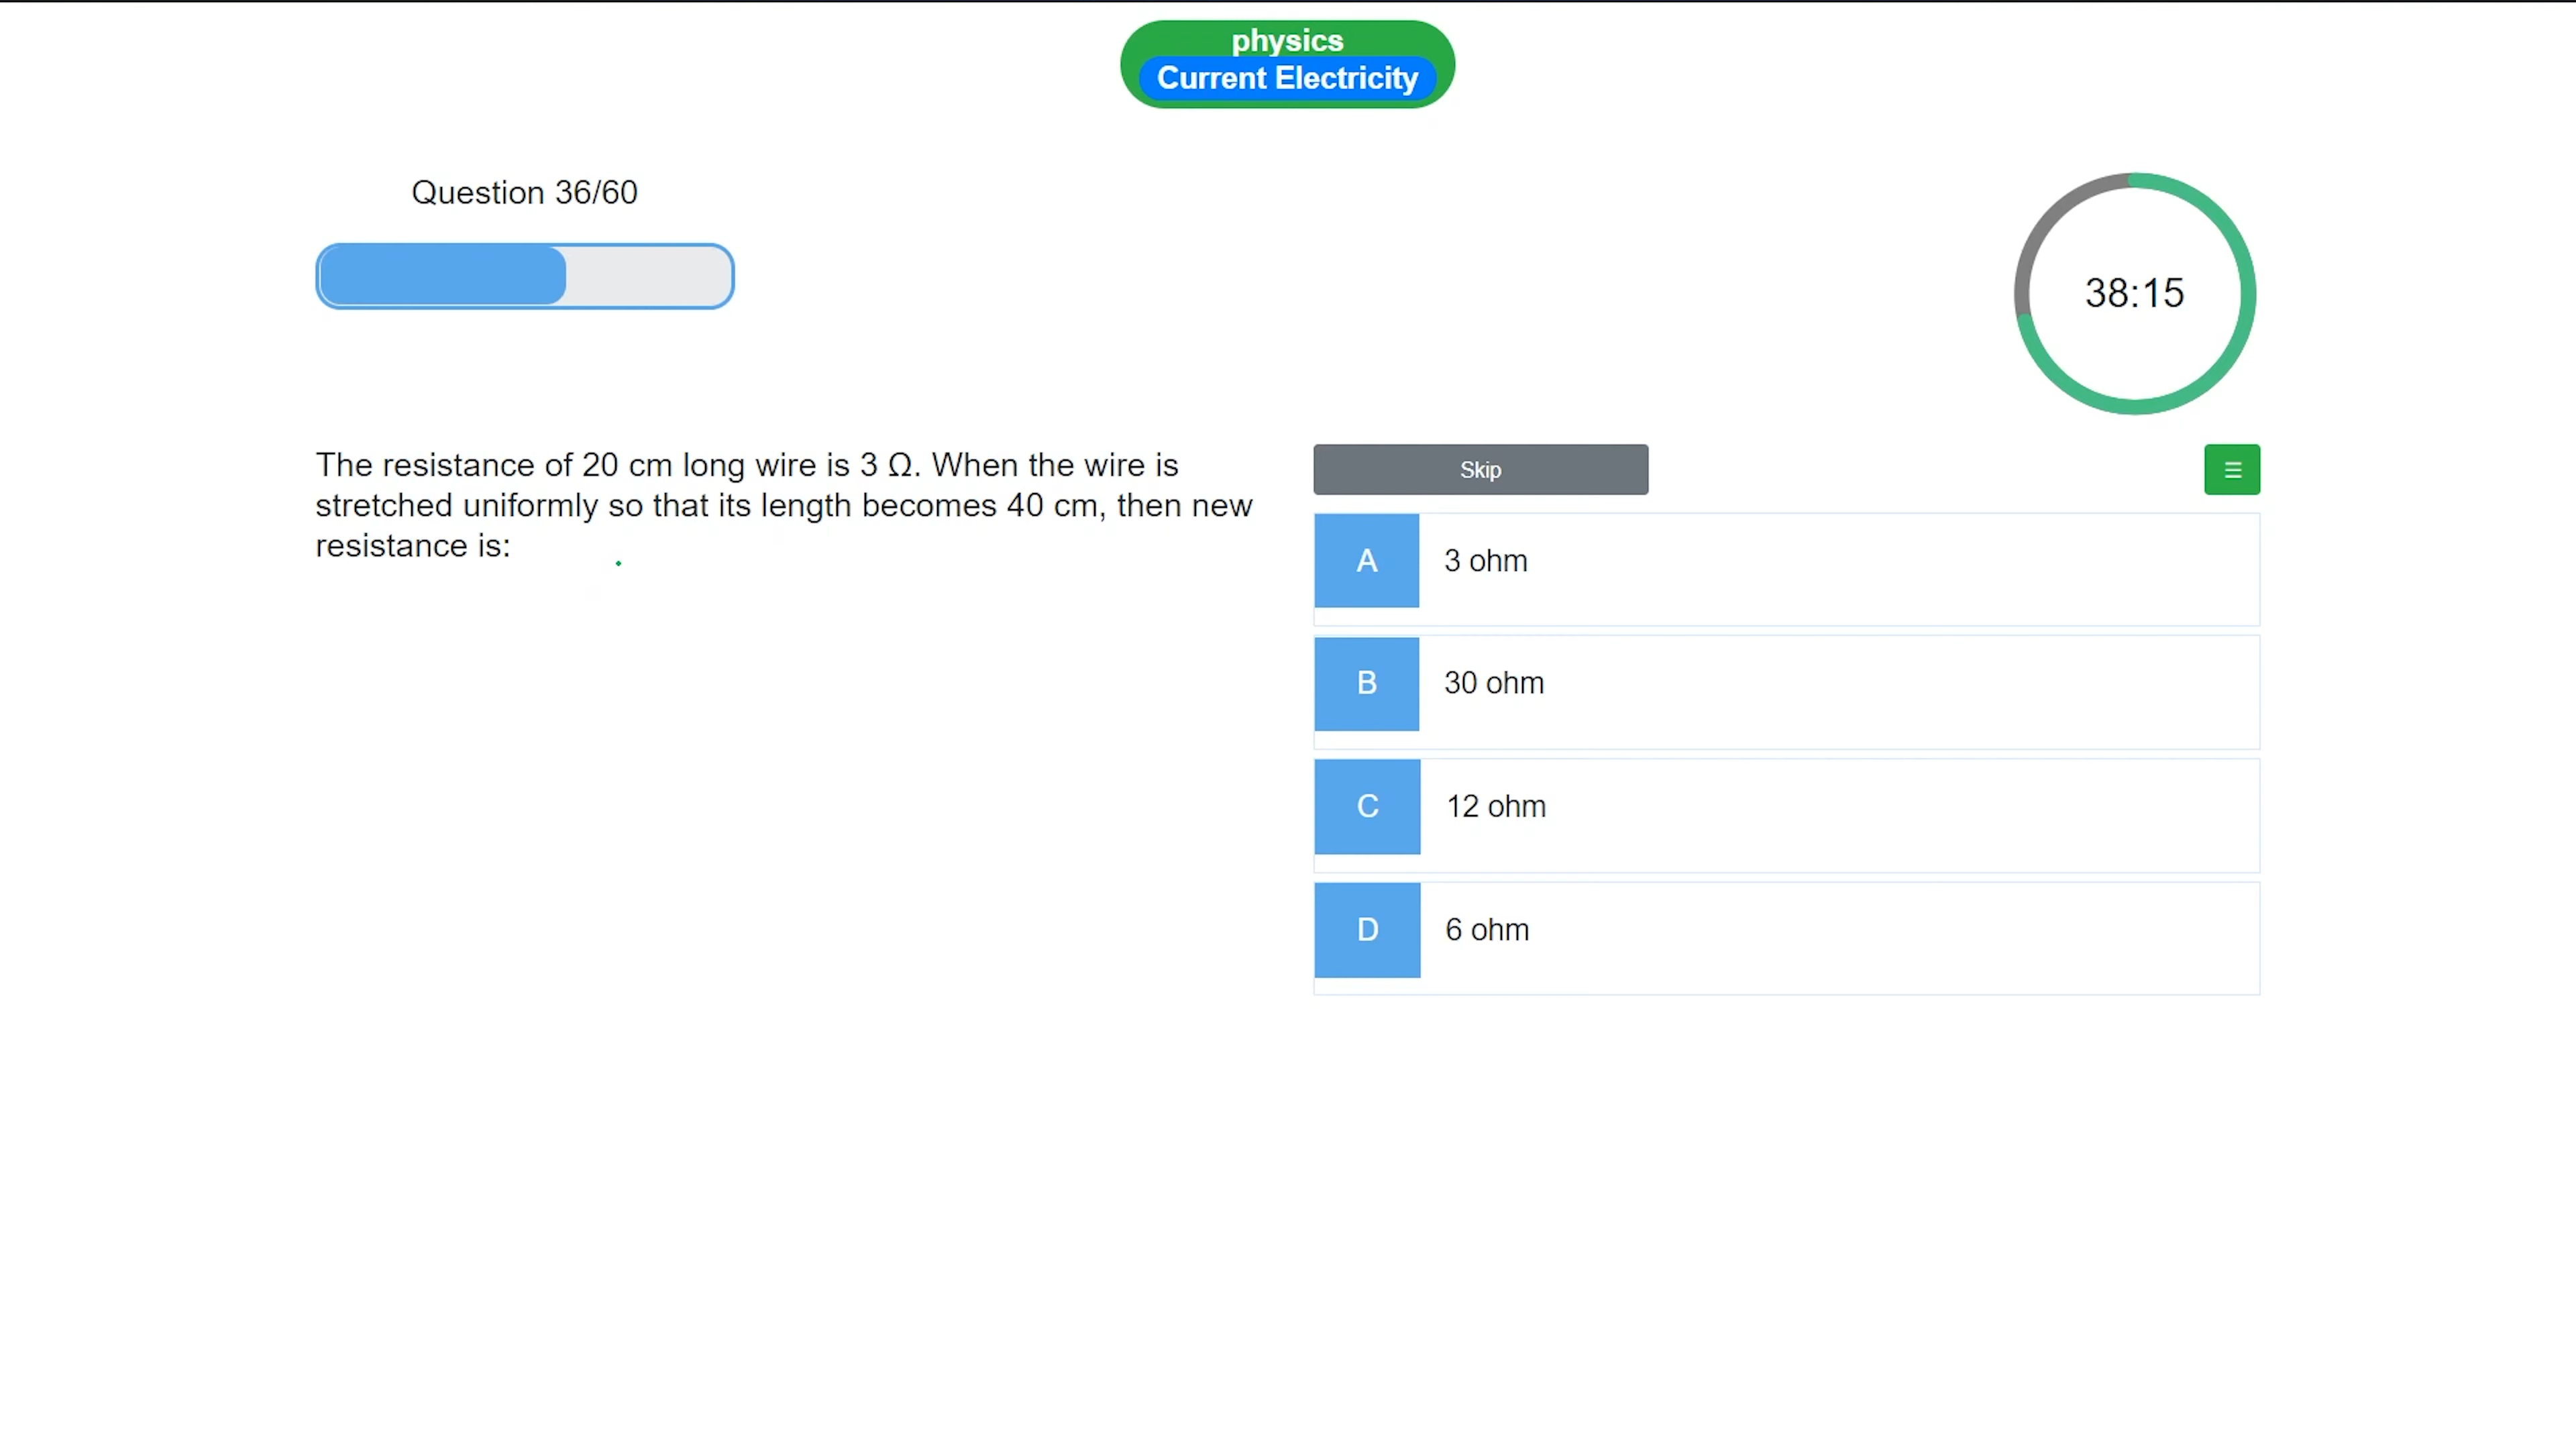 physics
Current Electricity
Question 36/60
38:15
The resistance of 20 cm long wire is 3 Ω. When the wire is
stretched uniformly so that its length becomes 40 cm, then new
resistance is:
Skip
A 3 ohm
B 30 ohm
C 12 ohm
D 6 ohm